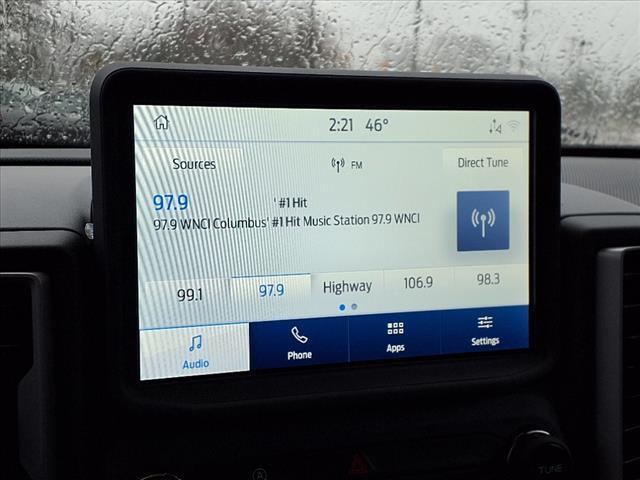 2:21 46°
Sources FM Direct Tune
97.9 ' #1 Hit
97.9 WNCI Columbus' #1 Hit Music Station 97.9 WNCI
99.1 97.9 Highway 106.9 98.3
Audio Phone Apps Settings
TUNE